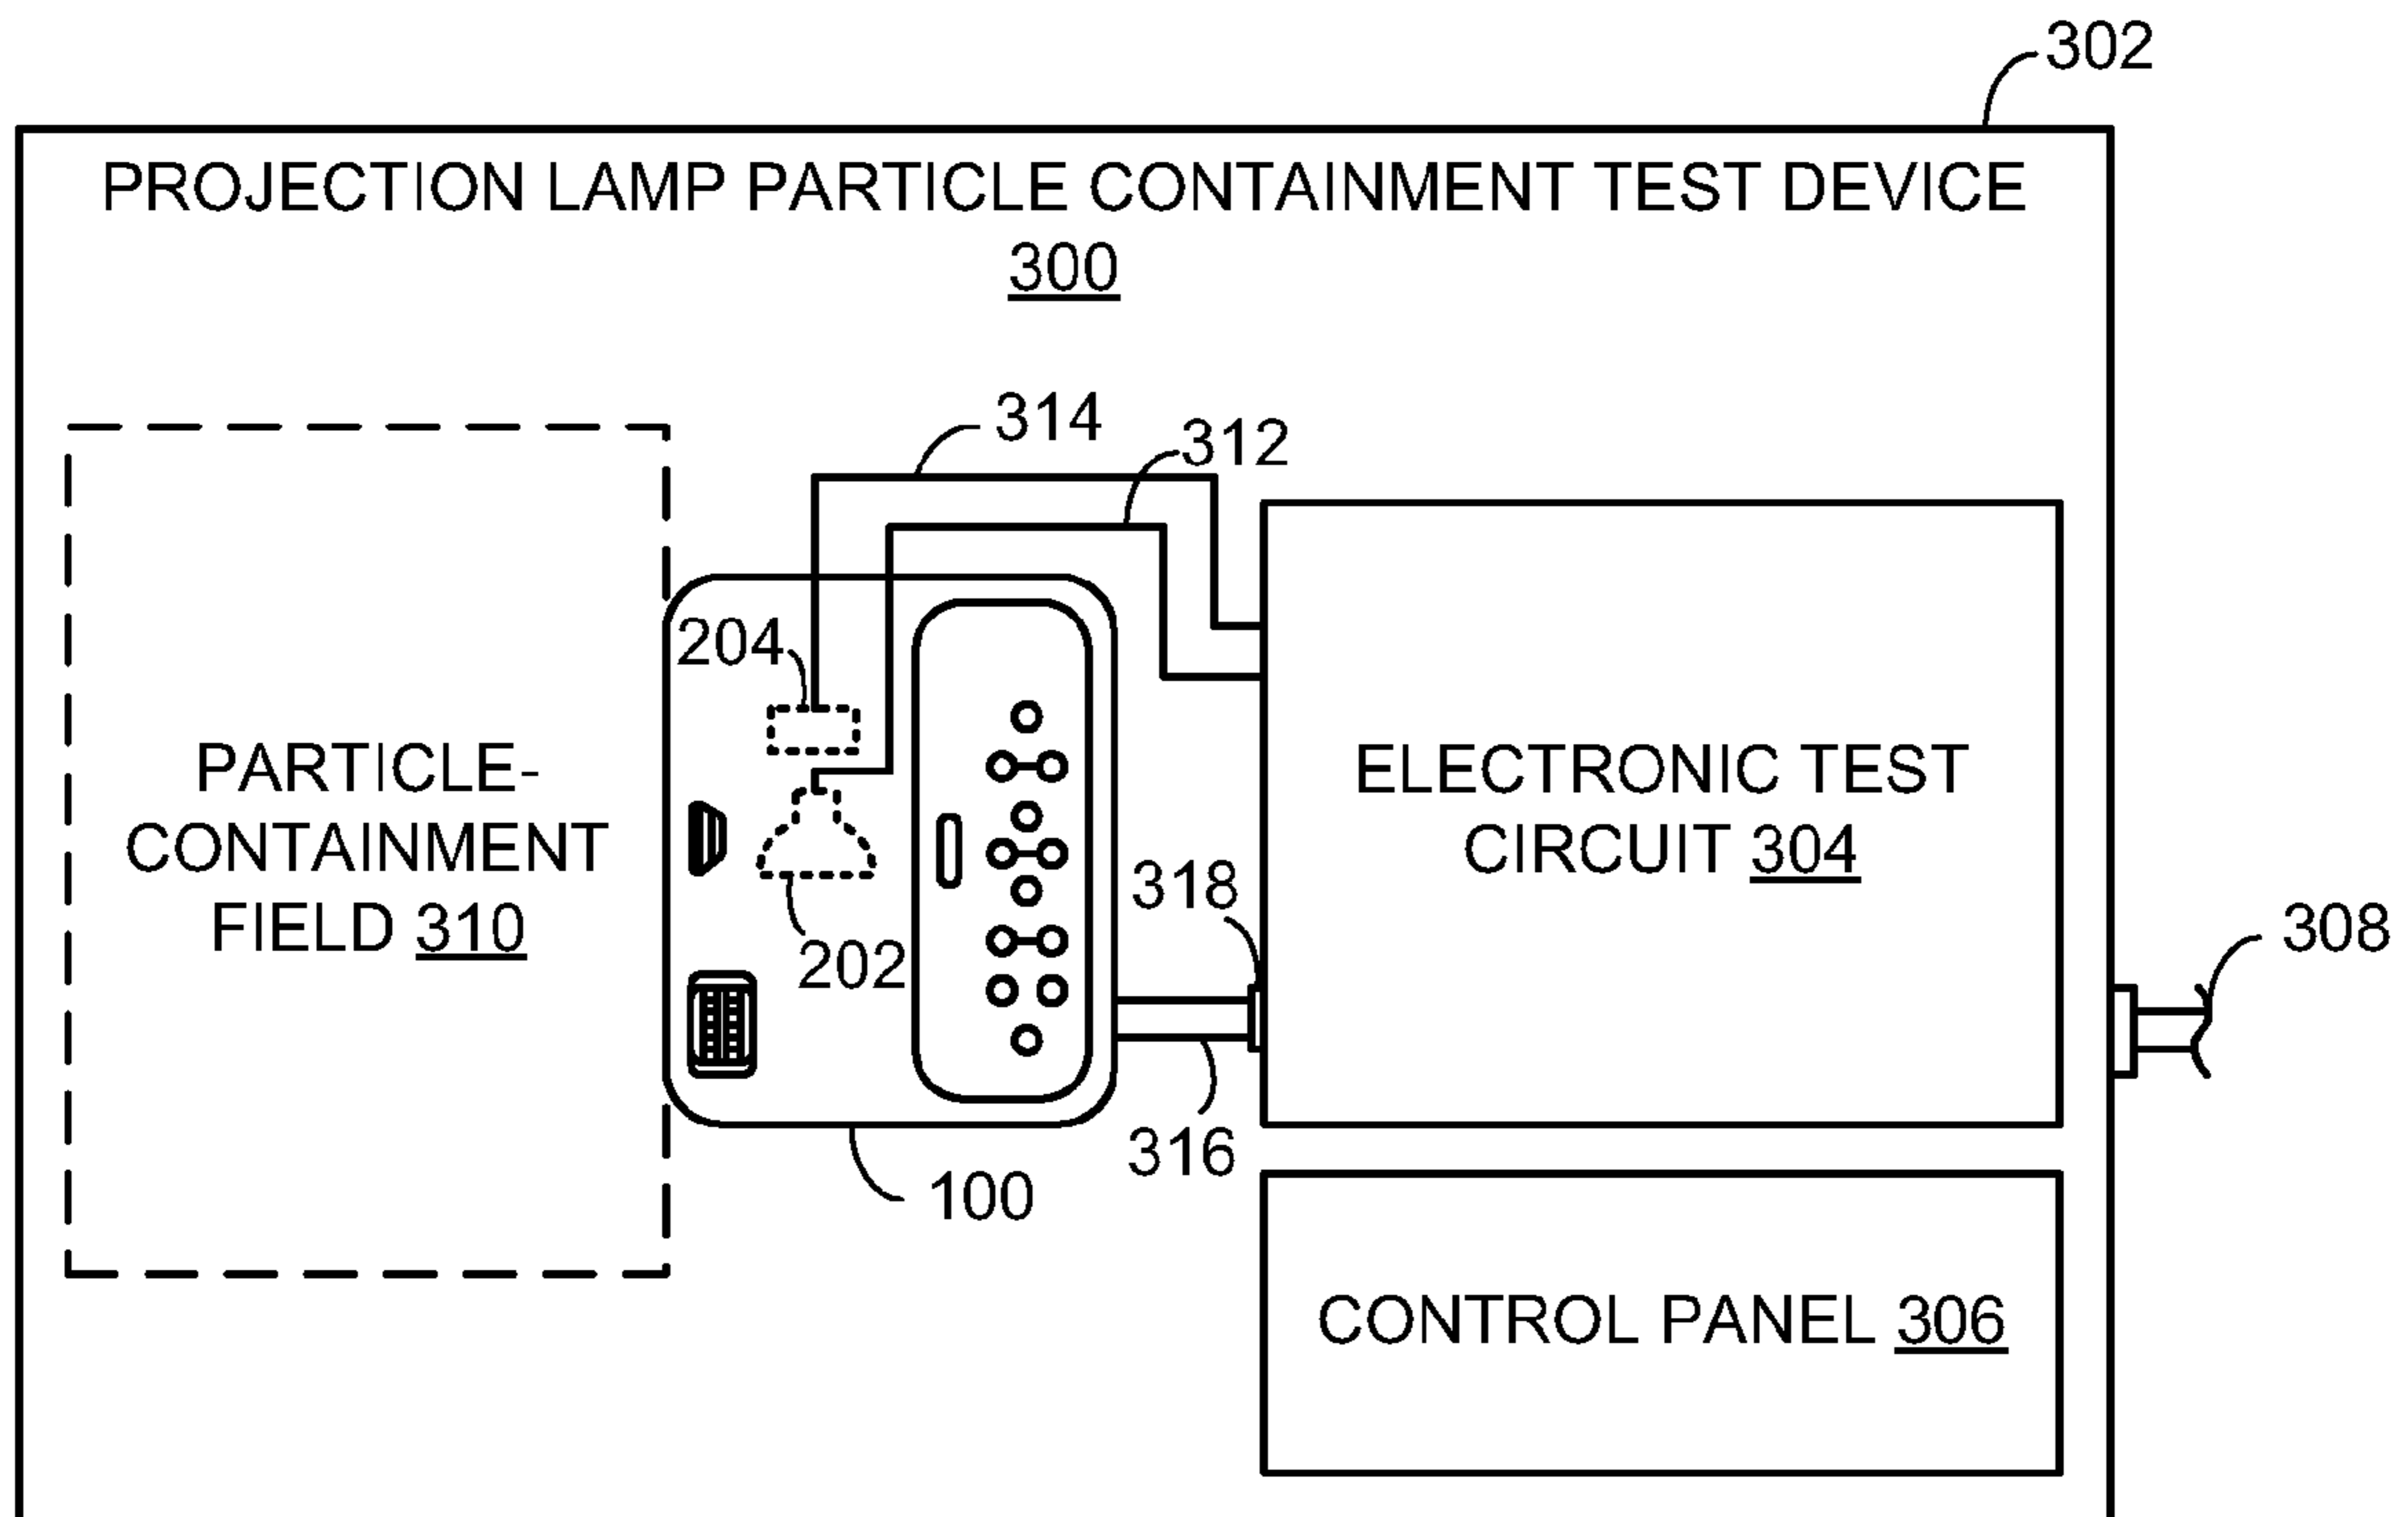 302
PROJECTION LAMP PARTICLE CONTAINMENT TEST DEVICE
300
314
312
204
PARTICLE-
CONTAINMENT
FIELD 310
ELECTRONIC TEST
CIRCUIT 304
318
308
202
316
100
CONTROL PANEL 306